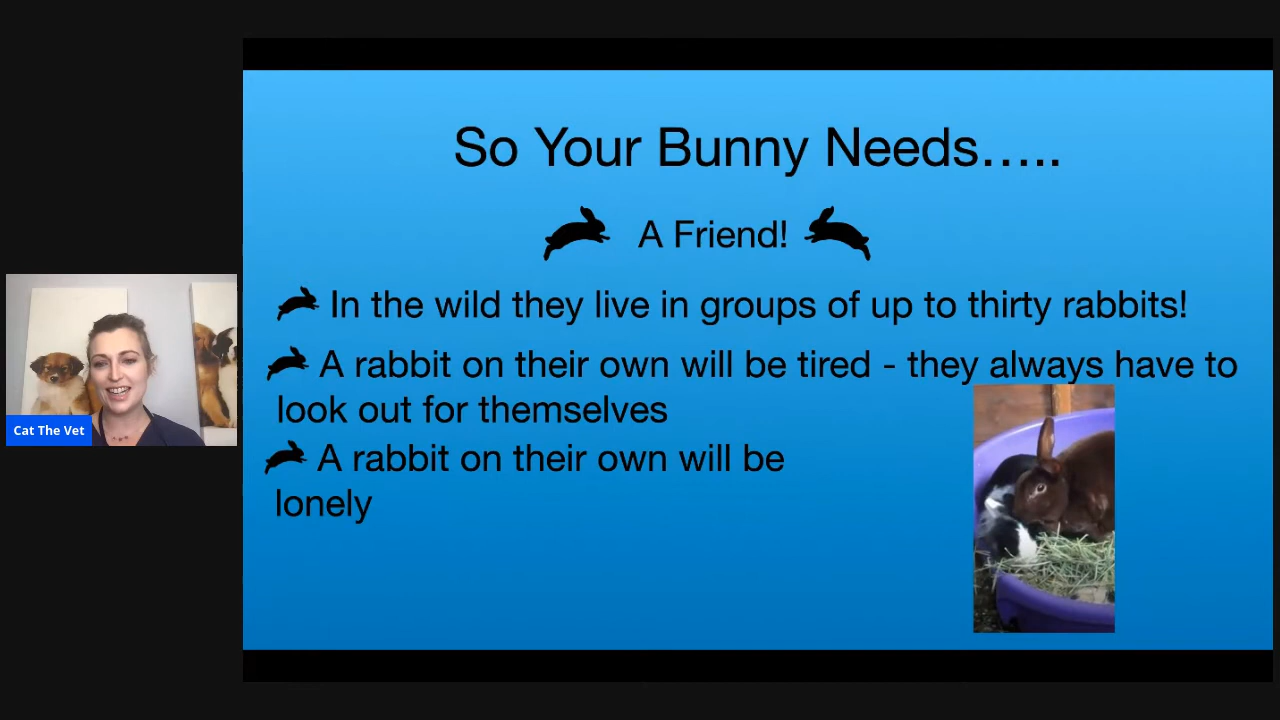 So Your Bunny Needs…..
A Friend!
In the wild they live in groups of up to thirty rabbits!
A rabbit on their own will be tired - they always have to
look out for themselves
A rabbit on their own will be
lonely
Cat The Vet